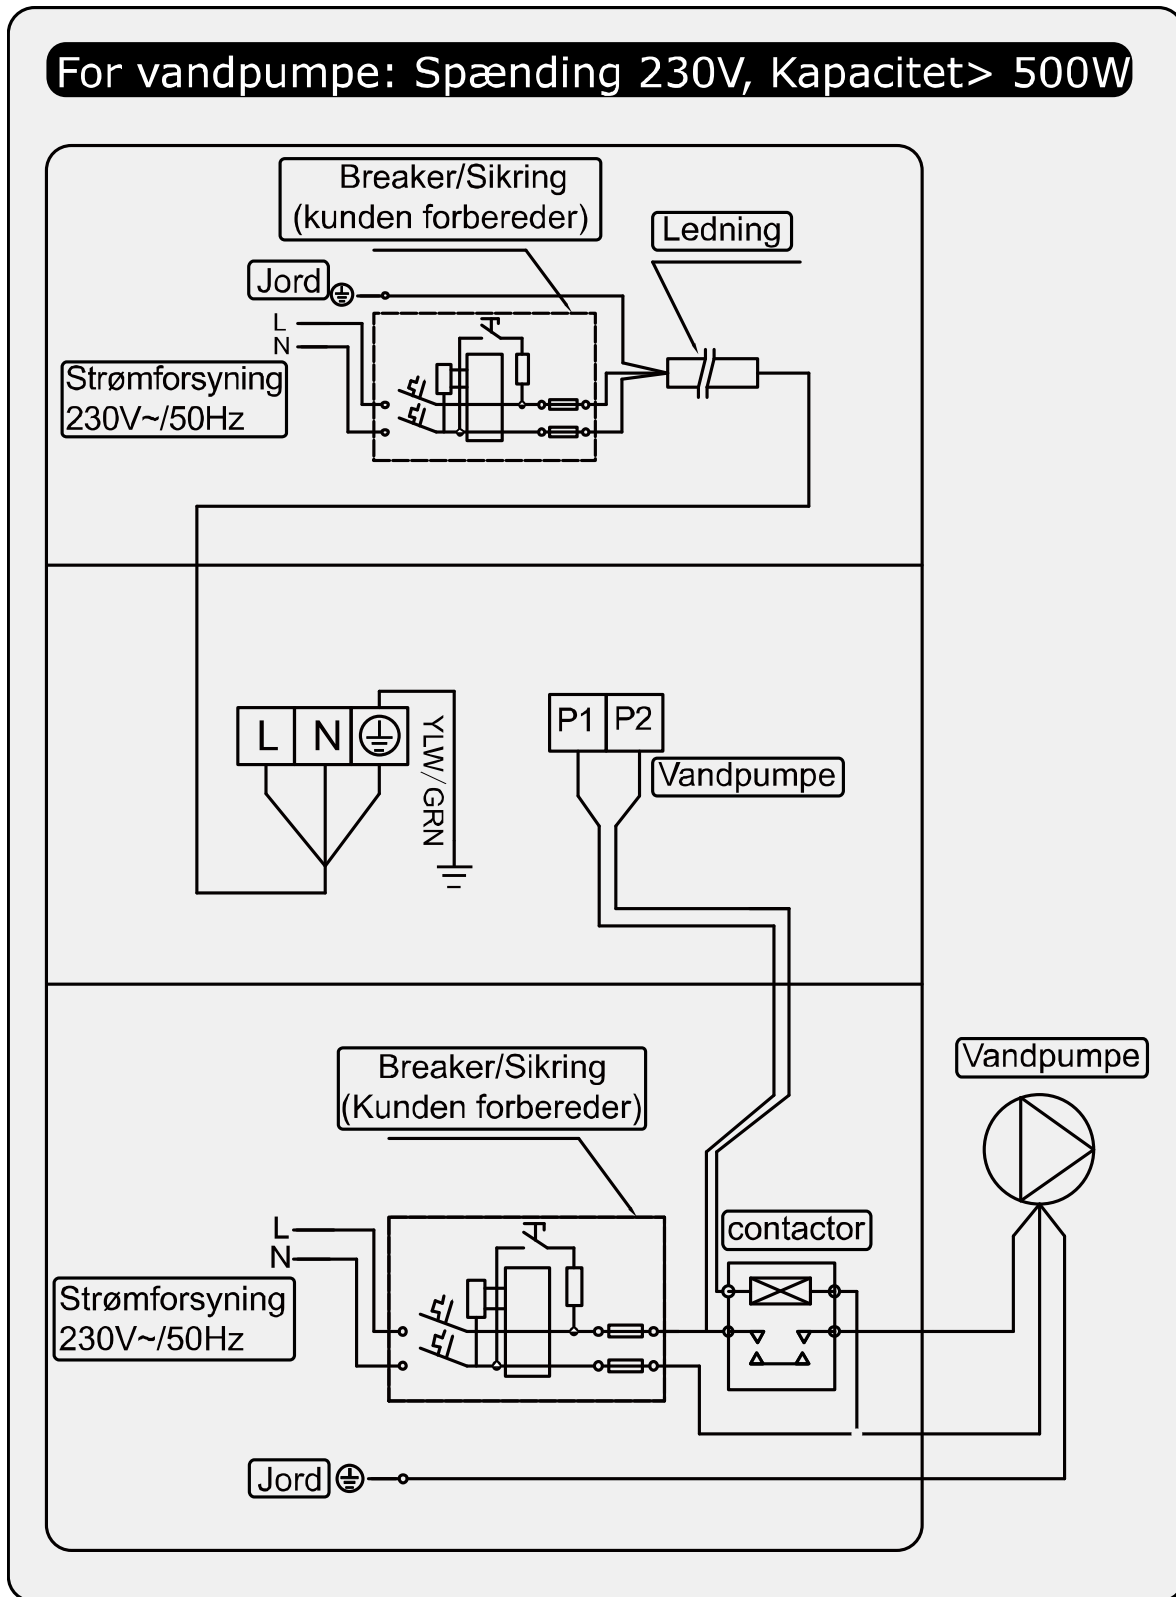 For vandpumpe: Spænding 230V, Kapacitet> 500W
Breaker/Sikring
(kunden forbereder)
Ledning
Jord
L
N
Strømforsyning
230V~/50Hz
L N
YLW/GRN
P1 P2
Vandpumpe
Vandpumpe
Breaker/Sikring
(Kunden forbereder)
contactor
L
N
Strømforsyning
230V~/50Hz
Jord